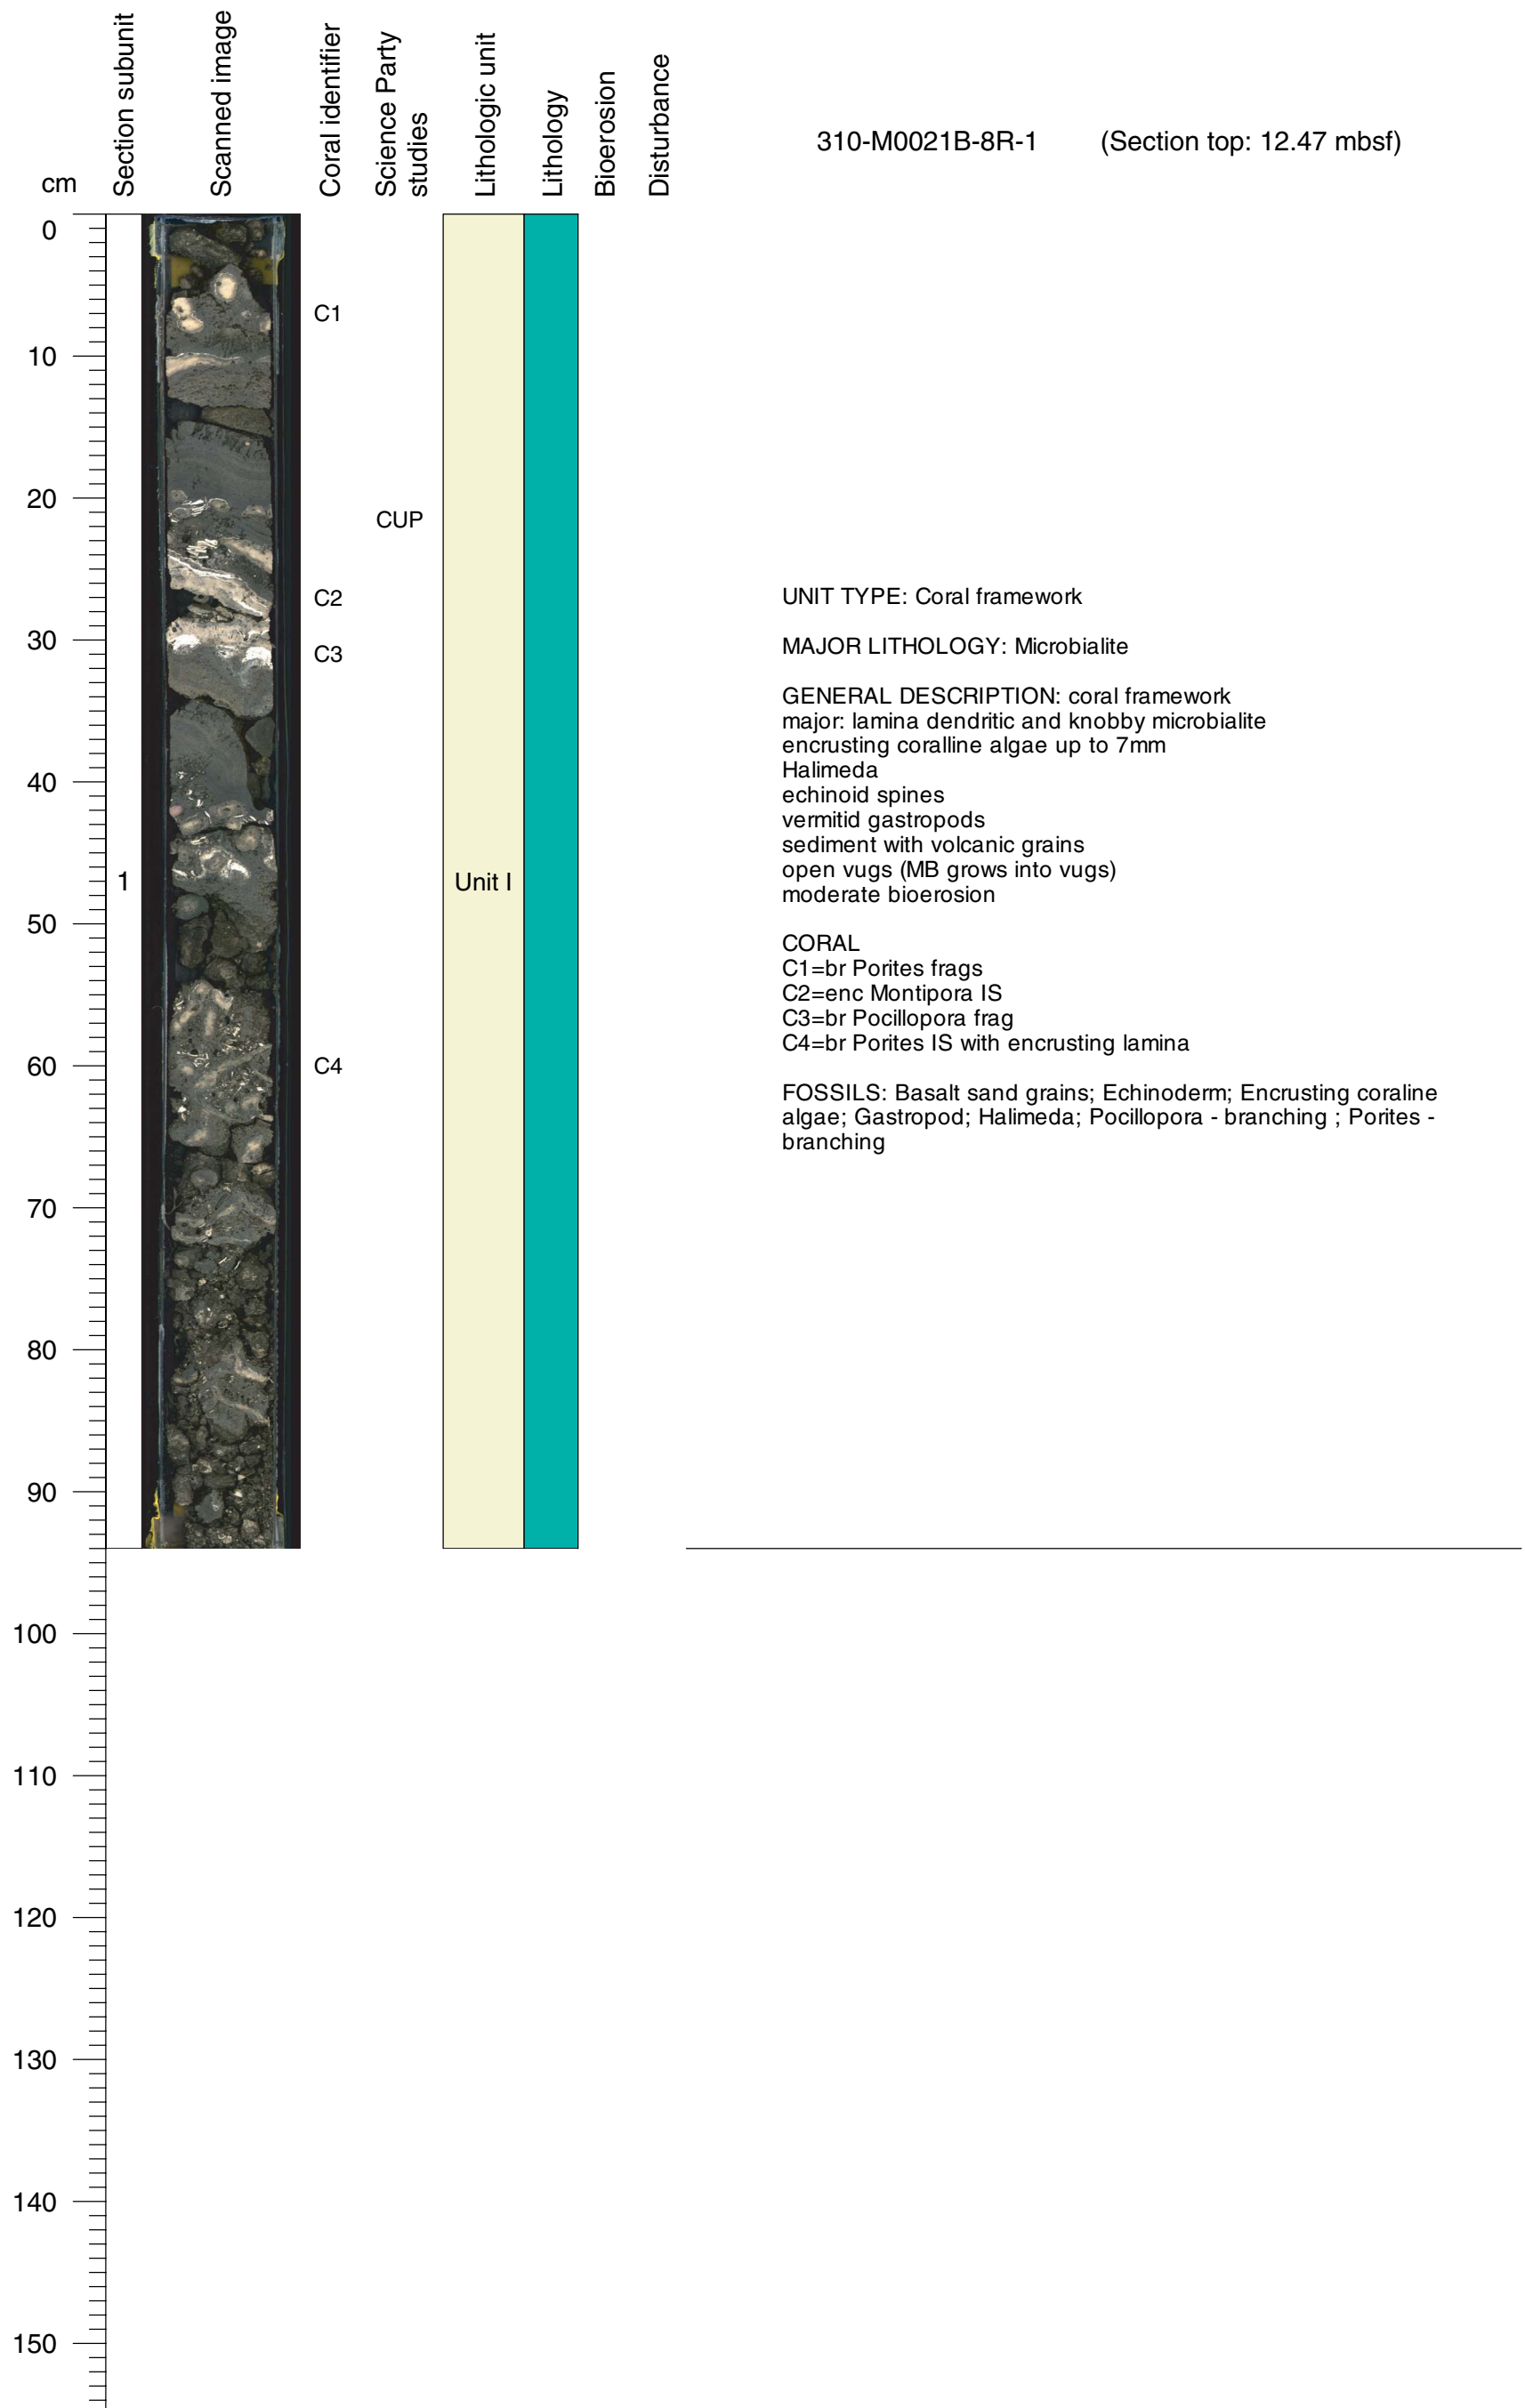 310-M0021B-8R-1 (Section top: 12.47 mbsf)
cm
Section subunit
Scanned image
Coral identifier
Science Party
studies
Lithologic unit
Lithology
Bioerosion
Disturbance
0
10
20
30
40
50
60
70
80
90
100
110
120
130
140
150
1
C1
CUP
C2
C3
C4
Unit I
UNIT TYPE: Coral framework
MAJOR LITHOLOGY: Microbialite
GENERAL DESCRIPTION: coral framework
major: lamina dendritic and knobby microbialite
encrusting coralline algae up to 7mm
Halimeda
echinoid spines
vermitid gastropods
sediment with volcanic grains
open vugs (MB grows into vugs)
moderate bioerosion
CORAL
C1=br Porites frags
C2=enc Montipora IS
C3=br Pocillopora frag
C4=br Porites IS with encrusting lamina
FOSSILS: Basalt sand grains; Echinoderm; Encrusting coraline
algae; Gastropod; Halimeda; Pocillopora - branching ; Porites -
branching